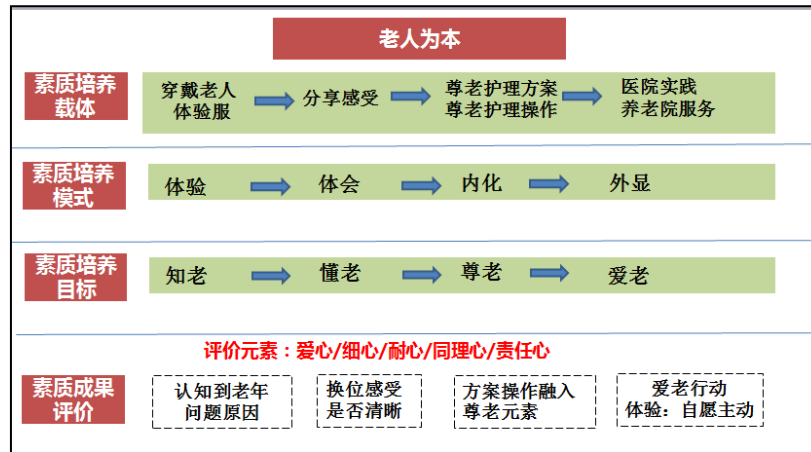 老人为本
素质培养
载体
穿戴老人
体验服
分享感受
尊老护理方案
尊老护理操作
医院实践
养老院服务
素质培养
模式
体验
体会
内化
外显
素质培养
目标
知老
懂老
尊老
爱老
评价元素：爱心/细心/耐心/同理心/责任心
素质成果
评价
认知到老年
问题原因
换位感受
是否清晰
方案操作融入
尊老元素
爱老行动
体验：自愿主动